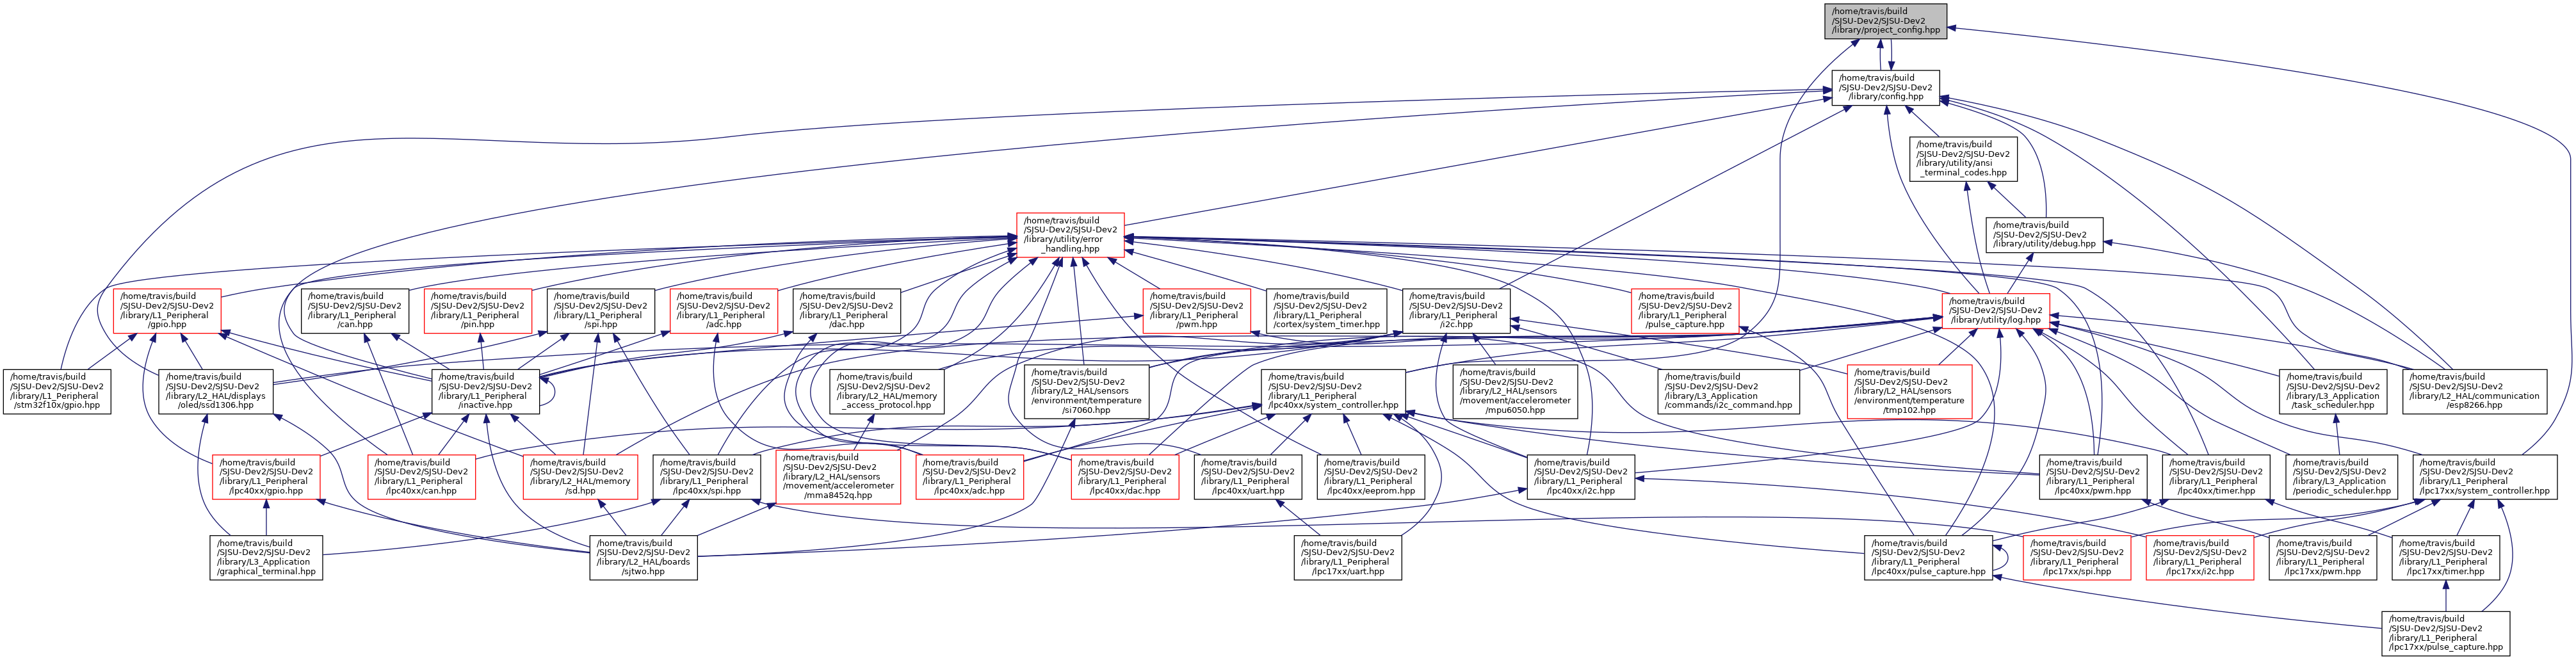 /home/travis/build
/SJSU-Dev2/SJSU-Dev2
/library/project_config.hpp
/home/travis/build
/SJSU-Dev2/SJSU-Dev2
/library/config.hpp
/home/travis/build
/SJSU-Dev2/SJSU-Dev2
/library/utility/ansi
_terminal_codes.hpp
/home/travis/build
/SJSU-Dev2/SJSU-Dev2
/library/utility/error
_handling.hpp
/home/travis/build
/SJSU-Dev2/SJSU-Dev2
/library/utility/debug.hpp
/home/travis/build
/SJSU-Dev2/SJSU-Dev2
/library/L1_Peripheral
/gpio.hpp
/home/travis/build
/SJSU-Dev2/SJSU-Dev2
/library/L1_Peripheral
/can.hpp
/home/travis/build
/SJSU-Dev2/SJSU-Dev2
/library/L1_Peripheral
/pin.hpp
/home/travis/build
/SJSU-Dev2/SJSU-Dev2
/library/L1_Peripheral
/spi.hpp
/home/travis/build
/SJSU-Dev2/SJSU-Dev2
/library/L1_Peripheral
/adc.hpp
/home/travis/build
/SJSU-Dev2/SJSU-Dev2
/library/L1_Peripheral
/dac.hpp
/home/travis/build
/SJSU-Dev2/SJSU-Dev2
/library/L1_Peripheral
/pwm.hpp
/home/travis/build
/SJSU-Dev2/SJSU-Dev2
/library/L1_Peripheral
/cortex/system_timer.hpp
/home/travis/build
/SJSU-Dev2/SJSU-Dev2
/library/L1_Peripheral
/i2c.hpp
/home/travis/build
/SJSU-Dev2/SJSU-Dev2
/library/L1_Peripheral
/pulse_capture.hpp
/home/travis/build
/SJSU-Dev2/SJSU-Dev2
/library/utility/log.hpp
/home/travis/build
/SJSU-Dev2/SJSU-Dev2
/library/L1_Peripheral
/stm32f10x/gpio.hpp
/home/travis/build
/SJSU-Dev2/SJSU-Dev2
/library/L2_HAL/displays
/oled/ssd1306.hpp
/home/travis/build
/SJSU-Dev2/SJSU-Dev2
/library/L1_Peripheral
/inactive.hpp
/home/travis/build
/SJSU-Dev2/SJSU-Dev2
/library/L2_HAL/memory
_access_protocol.hpp
/home/travis/build
/SJSU-Dev2/SJSU-Dev2
/library/L2_HAL/sensors
/environment/temperature
/si7060.hpp
/home/travis/build
/SJSU-Dev2/SJSU-Dev2
/library/L1_Peripheral
/lpc40xx/system_controller.hpp
/home/travis/build
/SJSU-Dev2/SJSU-Dev2
/library/L2_HAL/sensors
/movement/accelerometer
/mpu6050.hpp
/home/travis/build
/SJSU-Dev2/SJSU-Dev2
/library/L3_Application
/commands/i2c_command.hpp
/home/travis/build
/SJSU-Dev2/SJSU-Dev2
/library/L2_HAL/sensors
/environment/temperature
/tmp102.hpp
/home/travis/build
/SJSU-Dev2/SJSU-Dev2
/library/L3_Application
/task_scheduler.hpp
/home/travis/build
/SJSU-Dev2/SJSU-Dev2
/library/L2_HAL/communication
/esp8266.hpp
/home/travis/build
/SJSU-Dev2/SJSU-Dev2
/library/L1_Peripheral
/lpc40xx/gpio.hpp
/home/travis/build
/SJSU-Dev2/SJSU-Dev2
/library/L1_Peripheral
/lpc40xx/can.hpp
/home/travis/build
/SJSU-Dev2/SJSU-Dev2
/library/L2_HAL/memory
/sd.hpp
/home/travis/build
/SJSU-Dev2/SJSU-Dev2
/library/L1_Peripheral
/lpc40xx/spi.hpp
/home/travis/build
/SJSU-Dev2/SJSU-Dev2
/library/L2_HAL/sensors
/movement/accelerometer
/mma8452q.hpp
/home/travis/build
/SJSU-Dev2/SJSU-Dev2
/library/L1_Peripheral
/lpc40xx/adc.hpp
/home/travis/build
/SJSU-Dev2/SJSU-Dev2
/library/L1_Peripheral
/lpc40xx/dac.hpp
/home/travis/build
/SJSU-Dev2/SJSU-Dev2
/library/L1_Peripheral
/lpc40xx/uart.hpp
/home/travis/build
/SJSU-Dev2/SJSU-Dev2
/library/L1_Peripheral
/lpc40xx/eeprom.hpp
/home/travis/build
/SJSU-Dev2/SJSU-Dev2
/library/L1_Peripheral
/lpc40xx/i2c.hpp
/home/travis/build
/SJSU-Dev2/SJSU-Dev2
/library/L1_Peripheral
/lpc40xx/pwm.hpp
/home/travis/build
/SJSU-Dev2/SJSU-Dev2
/library/L1_Peripheral
/lpc40xx/timer.hpp
/home/travis/build
/SJSU-Dev2/SJSU-Dev2
/library/L3_Application
/periodic_scheduler.hpp
/home/travis/build
/SJSU-Dev2/SJSU-Dev2
/library/L1_Peripheral
/lpc17xx/system_controller.hpp
/home/travis/build
/SJSU-Dev2/SJSU-Dev2
/library/L3_Application
/graphical_terminal.hpp
/home/travis/build
/SJSU-Dev2/SJSU-Dev2
/library/L2_HAL/boards
/sjtwo.hpp
/home/travis/build
/SJSU-Dev2/SJSU-Dev2
/library/L1_Peripheral
/lpc17xx/uart.hpp
/home/travis/build
/SJSU-Dev2/SJSU-Dev2
/library/L1_Peripheral
/lpc40xx/pulse_capture.hpp
/home/travis/build
/SJSU-Dev2/SJSU-Dev2
/library/L1_Peripheral
/lpc17xx/spi.hpp
/home/travis/build
/SJSU-Dev2/SJSU-Dev2
/library/L1_Peripheral
/lpc17xx/i2c.hpp
/home/travis/build
/SJSU-Dev2/SJSU-Dev2
/library/L1_Peripheral
/lpc17xx/pwm.hpp
/home/travis/build
/SJSU-Dev2/SJSU-Dev2
/library/L1_Peripheral
/lpc17xx/timer.hpp
/home/travis/build
/SJSU-Dev2/SJSU-Dev2
/library/L1_Peripheral
/lpc17xx/pulse_capture.hpp